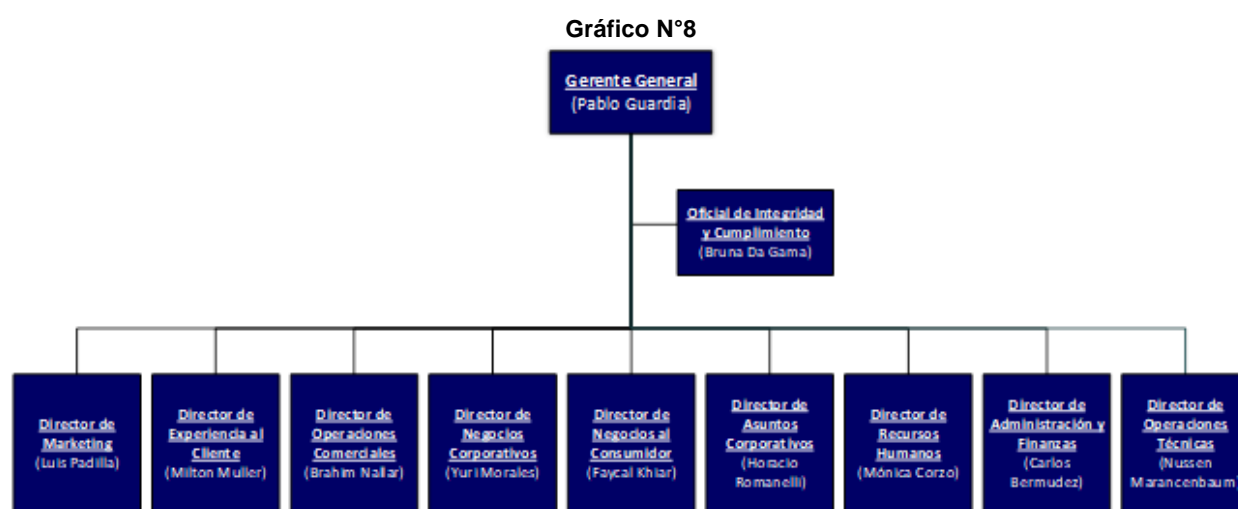 Gráfico N°8
Gerente General
(Pablo Guardia)
Oficial de Integridad
y Cumplimiento
(Bruna Da Gama)
Director de
Marketing
(Luis Padilla)
Director de
Experiencia al
Cliente
(Milton Muller)
Director de
Operaciones
Comerciales
(Brahim Nallar)
Director de
Negocios
Corporativos
(Yuri Morales)
Director de
Negocios al
Consumidor
(Faycal Khiar)
Director de
Asuntos
Corporativos
(Horacio
Romanelli)
Director de
Recursos
Humanos
(Mónica Corzo)
Director de
Administración y
Finanzas
(Carlos
Bermudez)
Director de
Operaciones
Técnicas
(Nussen
Marancenbaum)